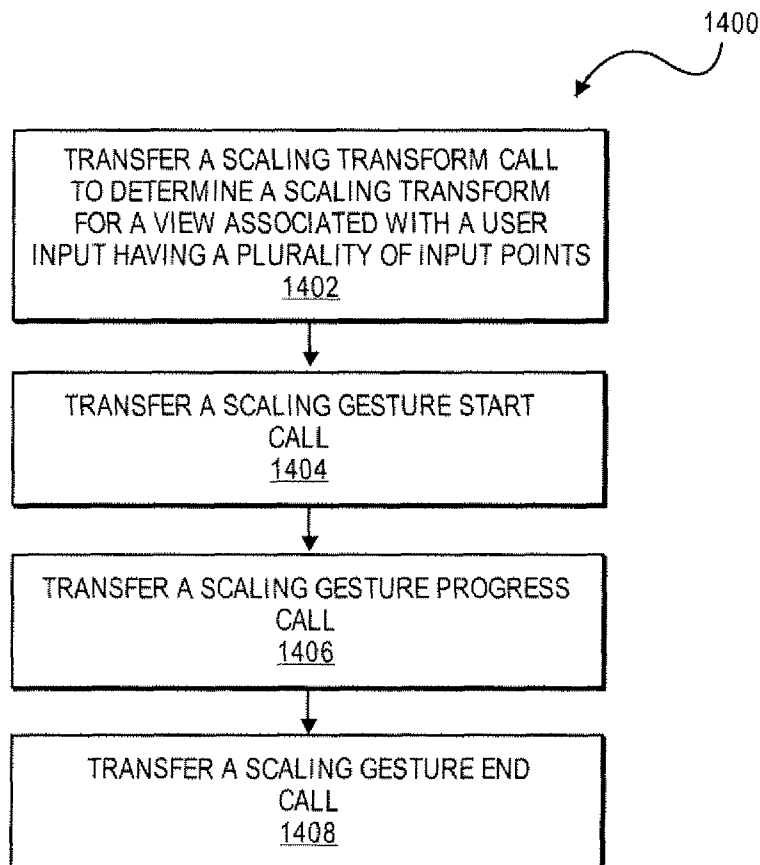 1400
TRANSFER A SCALING TRANSFORM CALL
TO DETERMINE A SCALING TRANSFORM
FOR A VIEW ASSOCIATED WITH A USER
INPUT HAVING A PLURALITY OF INPUT POINTS
1402
TRANSFER A SCALING GESTURE START
CALL
1404
TRANSFER A SCALING GESTURE PROGRESS
CALL
1406
TRANSFER A SCALING GESTURE END
CALL
1408